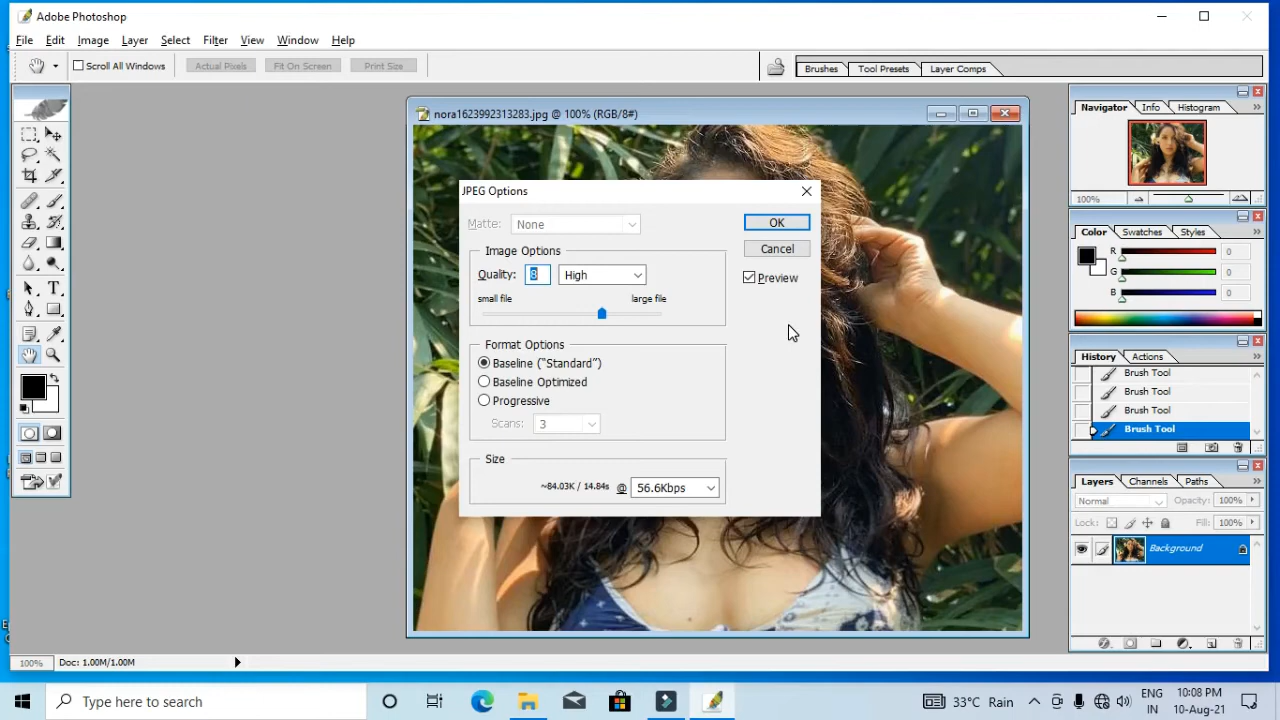 Adobe Photoshop
File Edit Image Layer Select Filter View Window Help
Scroll All Windows Actual Pixels Fit On Screen Print Size Brushes Tool Presets Layer Comps
nora1623992313283.jpg @ 100% (RGB/8#)
Navigator Info Histogram
100%
Color Swatches Styles
R 0
G 0
B 0
History Actions
Brush Tool
Brush Tool
Brush Tool
Brush Tool
Layers Channels Paths
Normal Opacity: 100%
Lock: Fill: 100%
Background
JPEG Options
Matte: None OK
Cancel
Image Options
Quality: 8 High Preview
small file large file
Format Options
Baseline ("Standard")
Baseline Optimized
Progressive
Scans: 3
Size
~84.03K / 14.84s @ 56.6Kbps
100% Doc: 1.00M/1.00M
Type here to search 33°C Rain ENG 10:08 PM
IN 10-Aug-21